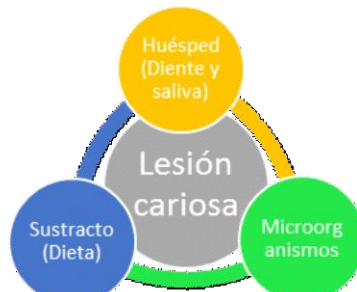 Huésped
(Diente y
saliva)
Lesión
cariosa
Sustracto
(Dieta)
Microorg
anismos